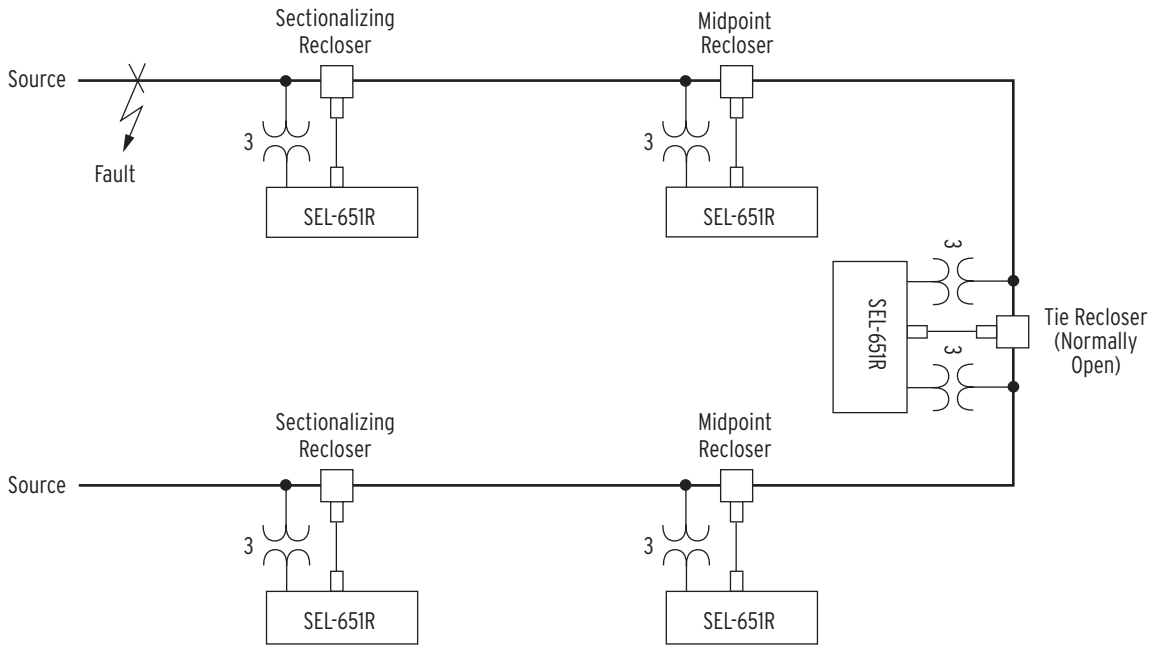 Sectionalizing
Recloser
Midpoint
Recloser
Source
3
3
Fault
SEL-651R
SEL-651R
3
SEL-651R
3
Tie Recloser
(Normally
Open)
Sectionalizing
Recloser
Midpoint
Recloser
Source
3
3
SEL-651R
SEL-651R